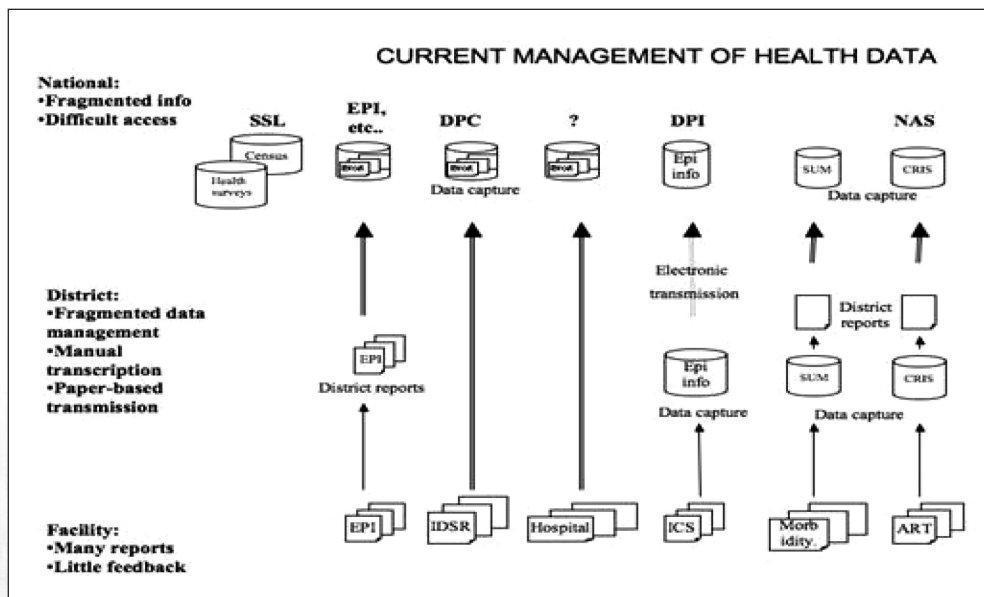 CURRENT MANAGEMENT OF HEALTH DATA
National:
•Fragmented info
•Difficult access
SSL
EPI,
etc..
DPC
?
DPI
NAS
Census
Health
surveys
Epi
info
SUM
CRIS
Data capture
Data capture
Electronic
transmission
District:
•Fragmented data
management
•Manual
transcription
•Paper-based
transmission
EPI
District reports
Epi
info
Data capture
District
reports
SUM
CRIS
Data capture
Facility:
•Many reports
•Little feedback
EPI
IDSR
Hospital
ICS
Morb
idity.
ART